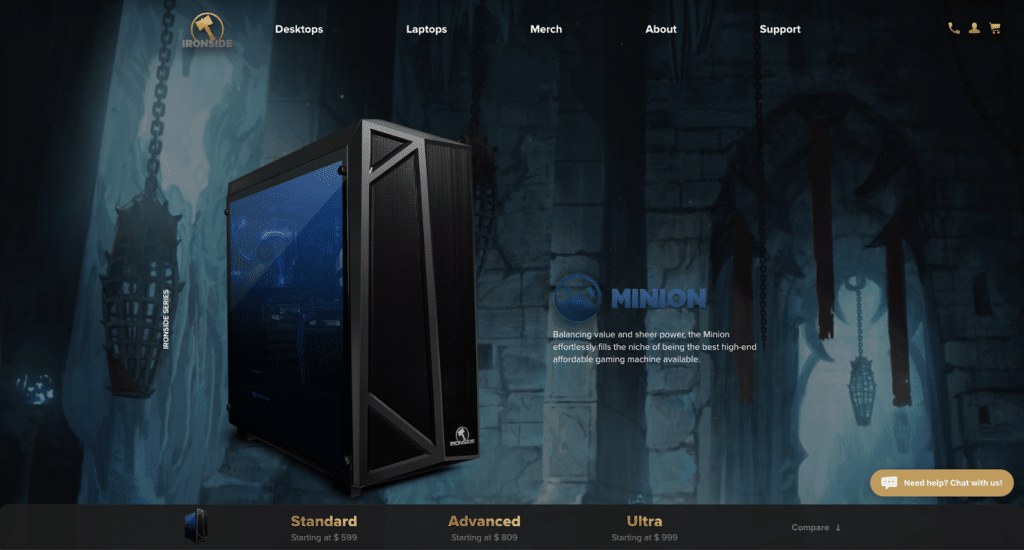 IRONSIDE
Desktops
Laptops
Merch
About
Support
IRONSIDE SERIES
MINION
Balancing value and sheer power, the Minion
effortlessly fills the niche of being the best high-end
affordable gaming machine available.
IRONSIDE
Need help? Chat with us!
Standard
Starting at $ 599
Advanced
Starting at $ 809
Ultra
Starting at $ 999
Compare ↓